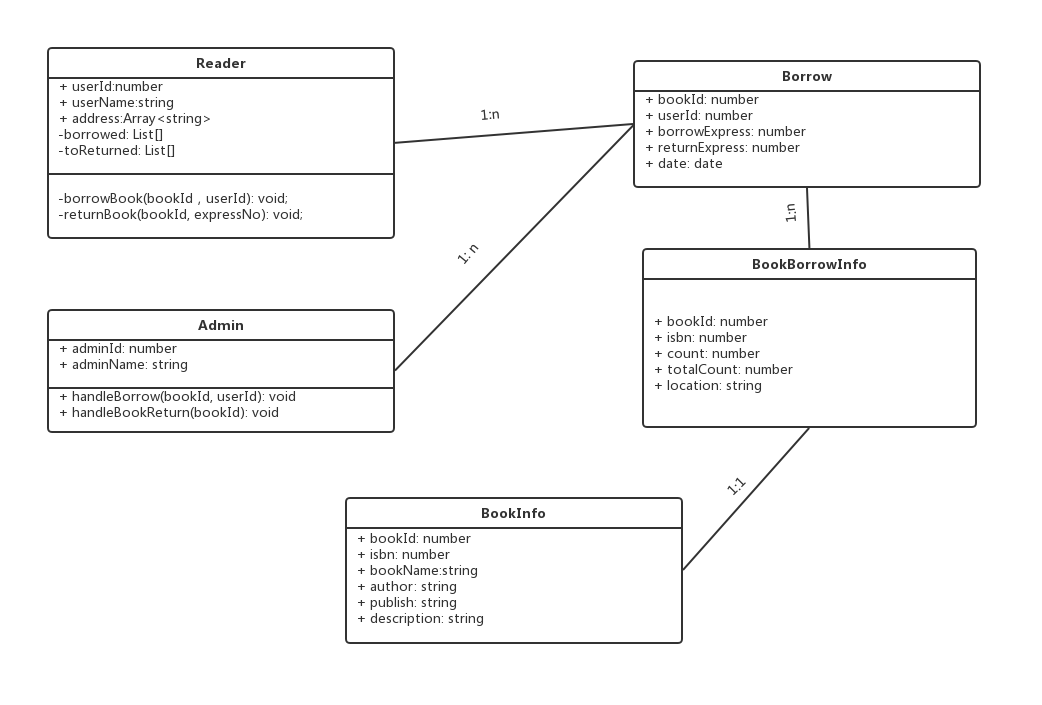 Reader
+ userId:number
+ userName:string
+ address:Array<string>
-borrowed: List[]
-toReturned: List[]
-borrowBook(bookId , userId): void;
-returnBook(bookId, expressNo): void;
1:n
Borrow
+ bookId: number
+ userId: number
+ borrowExpress: number
+ returnExpress: number
+ date: date
1:n
1: n
BookBorrowInfo
+ bookId: number
+ isbn: number
+ count: number
+ totalCount: number
+ location: string
Admin
+ adminId: number
+ adminName: string
+ handleBorrow(bookId, userId): void
+ handleBookReturn(bookId): void
1:1
BookInfo
+ bookId: number
+ isbn: number
+ bookName:string
+ author: string
+ publish: string
+ description: string